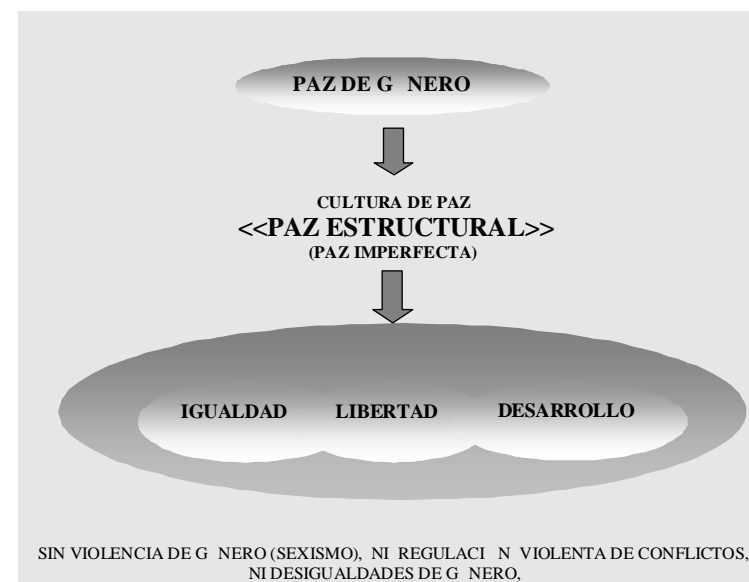 PAZ DE G NERO
CULTURA DE PAZ
<<PAZ ESTRUCTURAL>>
(PAZ IMPERFECTA)
IGUALDAD LIBERTAD DESARROLLO
SIN VIOLENCIA DE G NERO (SEXISMO), NI REGULACI N VIOLENTA DE CONFLICTOS,
NI DESIGUALDADES DE G NERO,